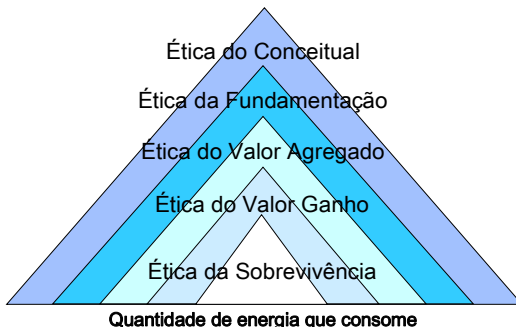 Ética do Conceitual
Ética da Fundamentação
Ética do Valor Agregado
Ética do Valor Ganho
Ética da Sobrevivência
Quantidade de energia que consome